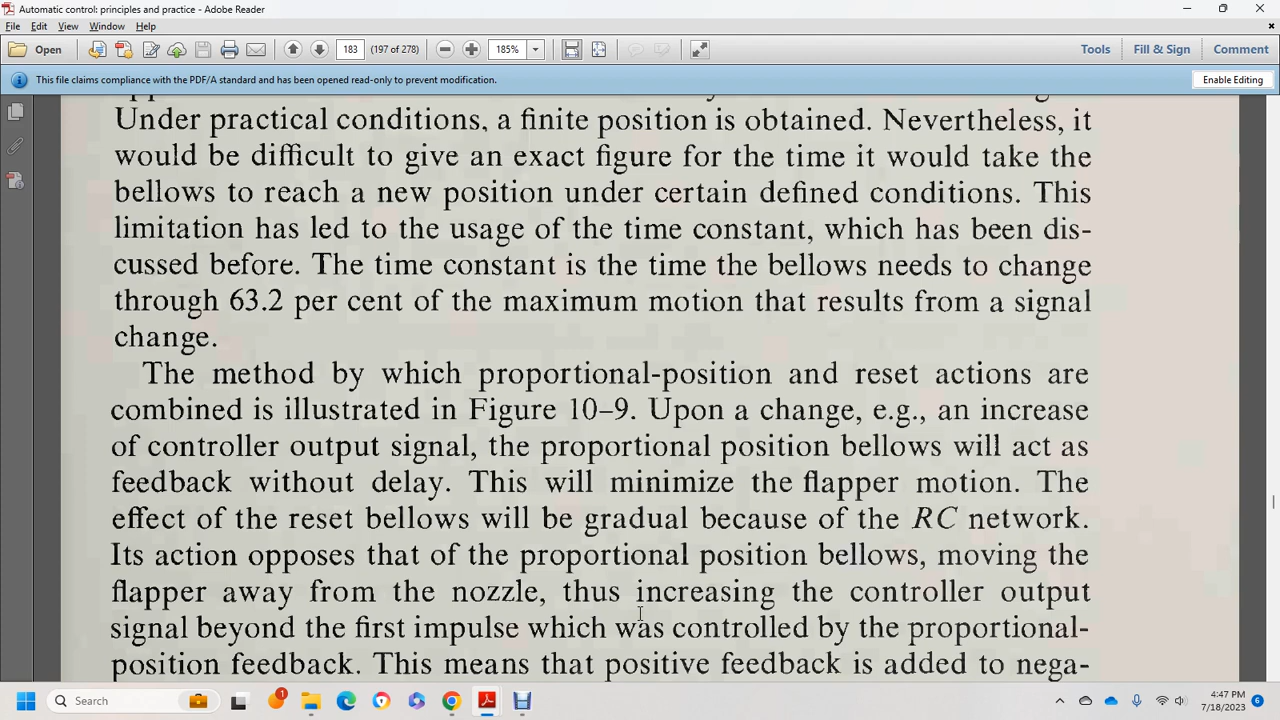 Automatic control: principles and practice - Adobe Reader
File Edit View Window Help
Open 183 (197 of 278) 185% Tools Fill & Sign Comment
This file claims compliance with the PDF/A standard and has been opened read-only to prevent modification. Enable Editing
Under practical conditions, a finite position is obtained. Nevertheless, it
would be difficult to give an exact figure for the time it would take the
bellows to reach a new position under certain defined conditions. This
limitation has led to the usage of the time constant, which has been dis-
cussed before. The time constant is the time the bellows needs to change
through 63.2 per cent of the maximum motion that results from a signal
change.
The method by which proportional-position and reset actions are
combined is illustrated in Figure 10–9. Upon a change, e.g., an increase
of controller output signal, the proportional position bellows will act as
feedback without delay. This will minimize the flapper motion. The
effect of the reset bellows will be gradual because of the RC network.
Its action opposes that of the proportional position bellows, moving the
flapper away from the nozzle, thus increasing the controller output
signal beyond the first impulse which was controlled by the proportional-
position feedback. This means that positive feedback is added to nega-
Search 1 4:47 PM
7/18/2023 6